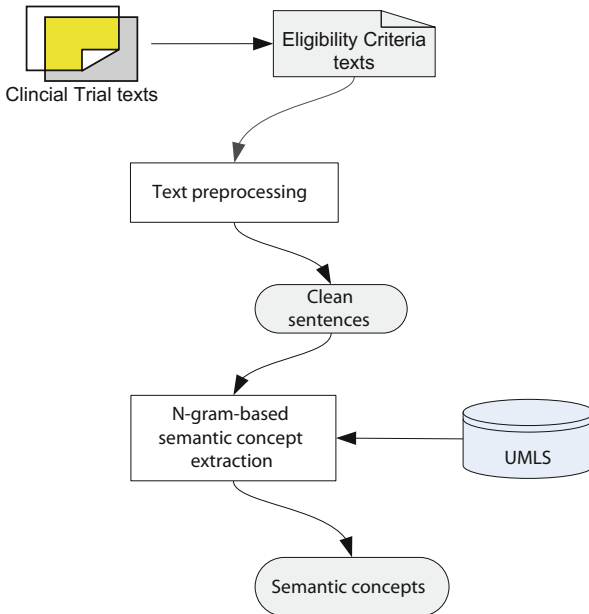 Clincial Trial texts
Eligibility Criteria
texts
Text preprocessing
Clean
sentences
N-gram-based
semantic concept
extraction
UMLS
Semantic concepts